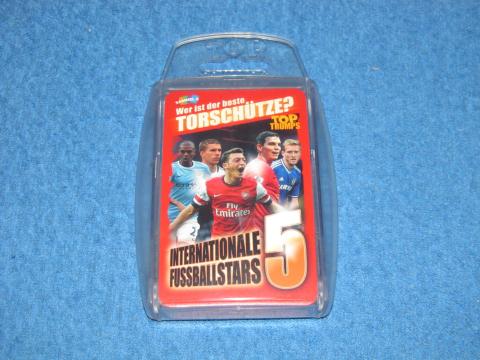 Wer ist der beste
TORSCHÜTZE?
TOP
TRUMPS
Fly
Emirates
INTERNATIONALE
FUSSBALLSTARS
5